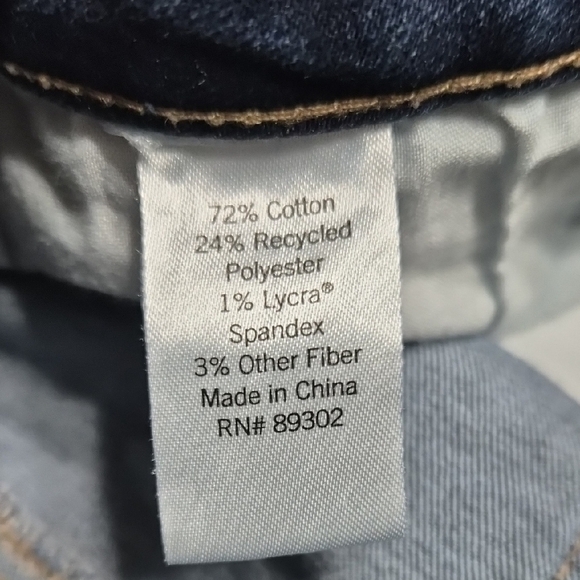 72% Cotton
24% Recycled
Polyester
1% Lycra®
Spandex
3% Other Fiber
Made in China
RN# 89302